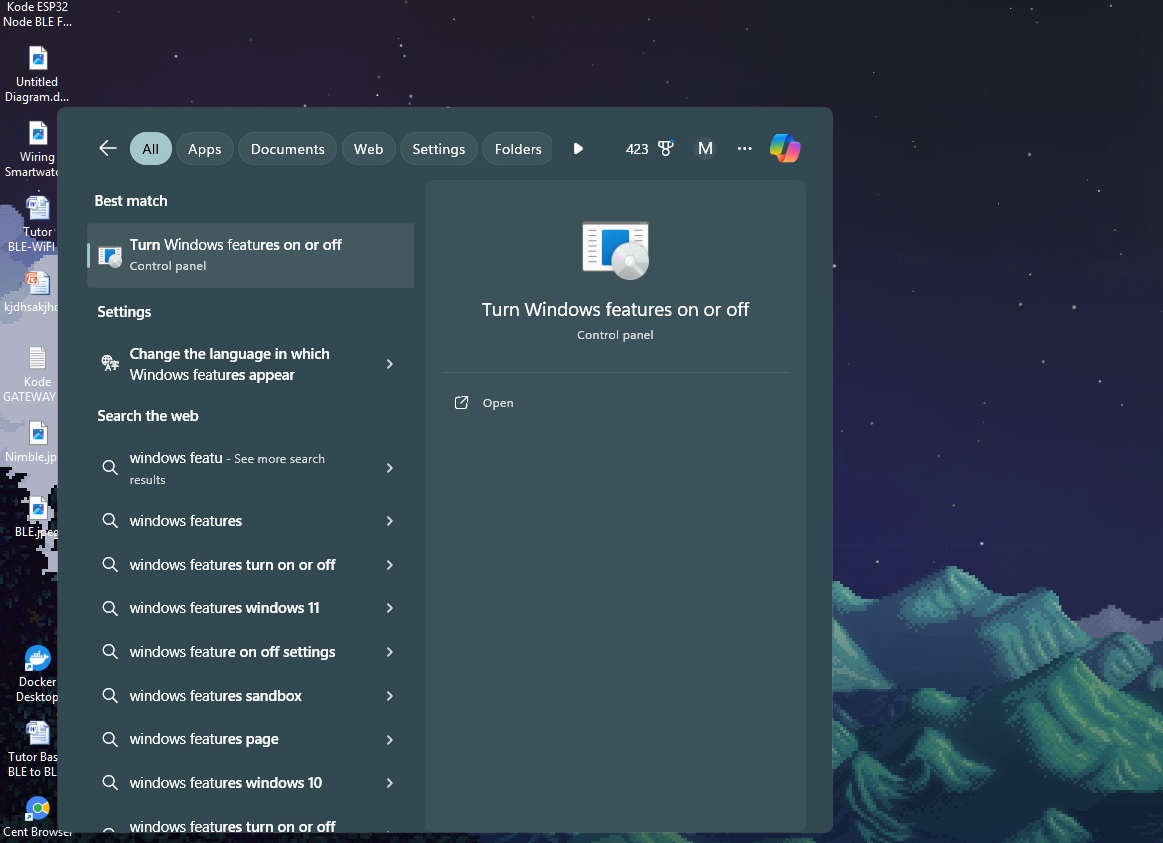 Kode ESP32
Node BLE F...
Untitled
Diagram.d...
Wiring
Smartwatc
Tutor
BLE-WiFI
kjdhsakjhc
Kode
GATEWAY
Nimble.jp
BLE.jpeg
Docker
Desktop
Tutor Bas
BLE to BL
Cent Browser
All
Apps
Documents
Web
Settings
Folders
423
M
Best match
Turn Windows features on or off
Control panel
Settings
Change the language in which
Windows features appear
Search the web
windows featu - See more search
results
windows features
windows features turn on or off
windows features windows 11
windows feature on off settings
windows features sandbox
windows features page
windows features windows 10
windows features turn on or off
Turn Windows features on or off
Control panel
Open